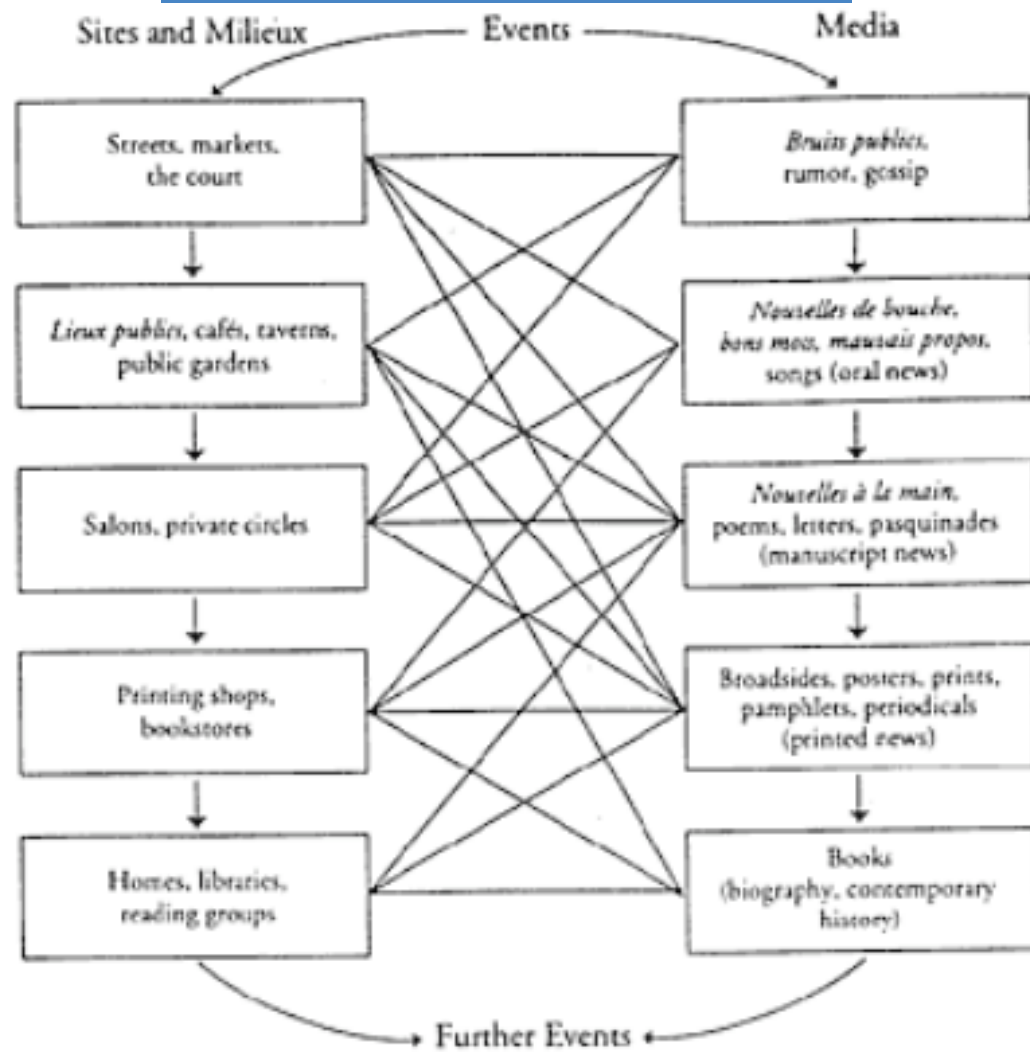 Sites and Milieux
Events
Media
Streets, markets,
the court
Bruits publics,
rumor, gossip
Lieux publics, cafés, taverns,
public gardens
Nouvelles de bouche,
bons mots, mauvais propos,
songs (oral news)
Salons, private circles
Nouvelles à la main,
poems, letters, pasquinades
(manuscript news)
Printing shops,
bookstores
Broadsides, posters, prints,
pamphlets, periodicals
(printed news)
Homes, libraries,
reading groups
Books
(biography, contemporary
history)
Further Events